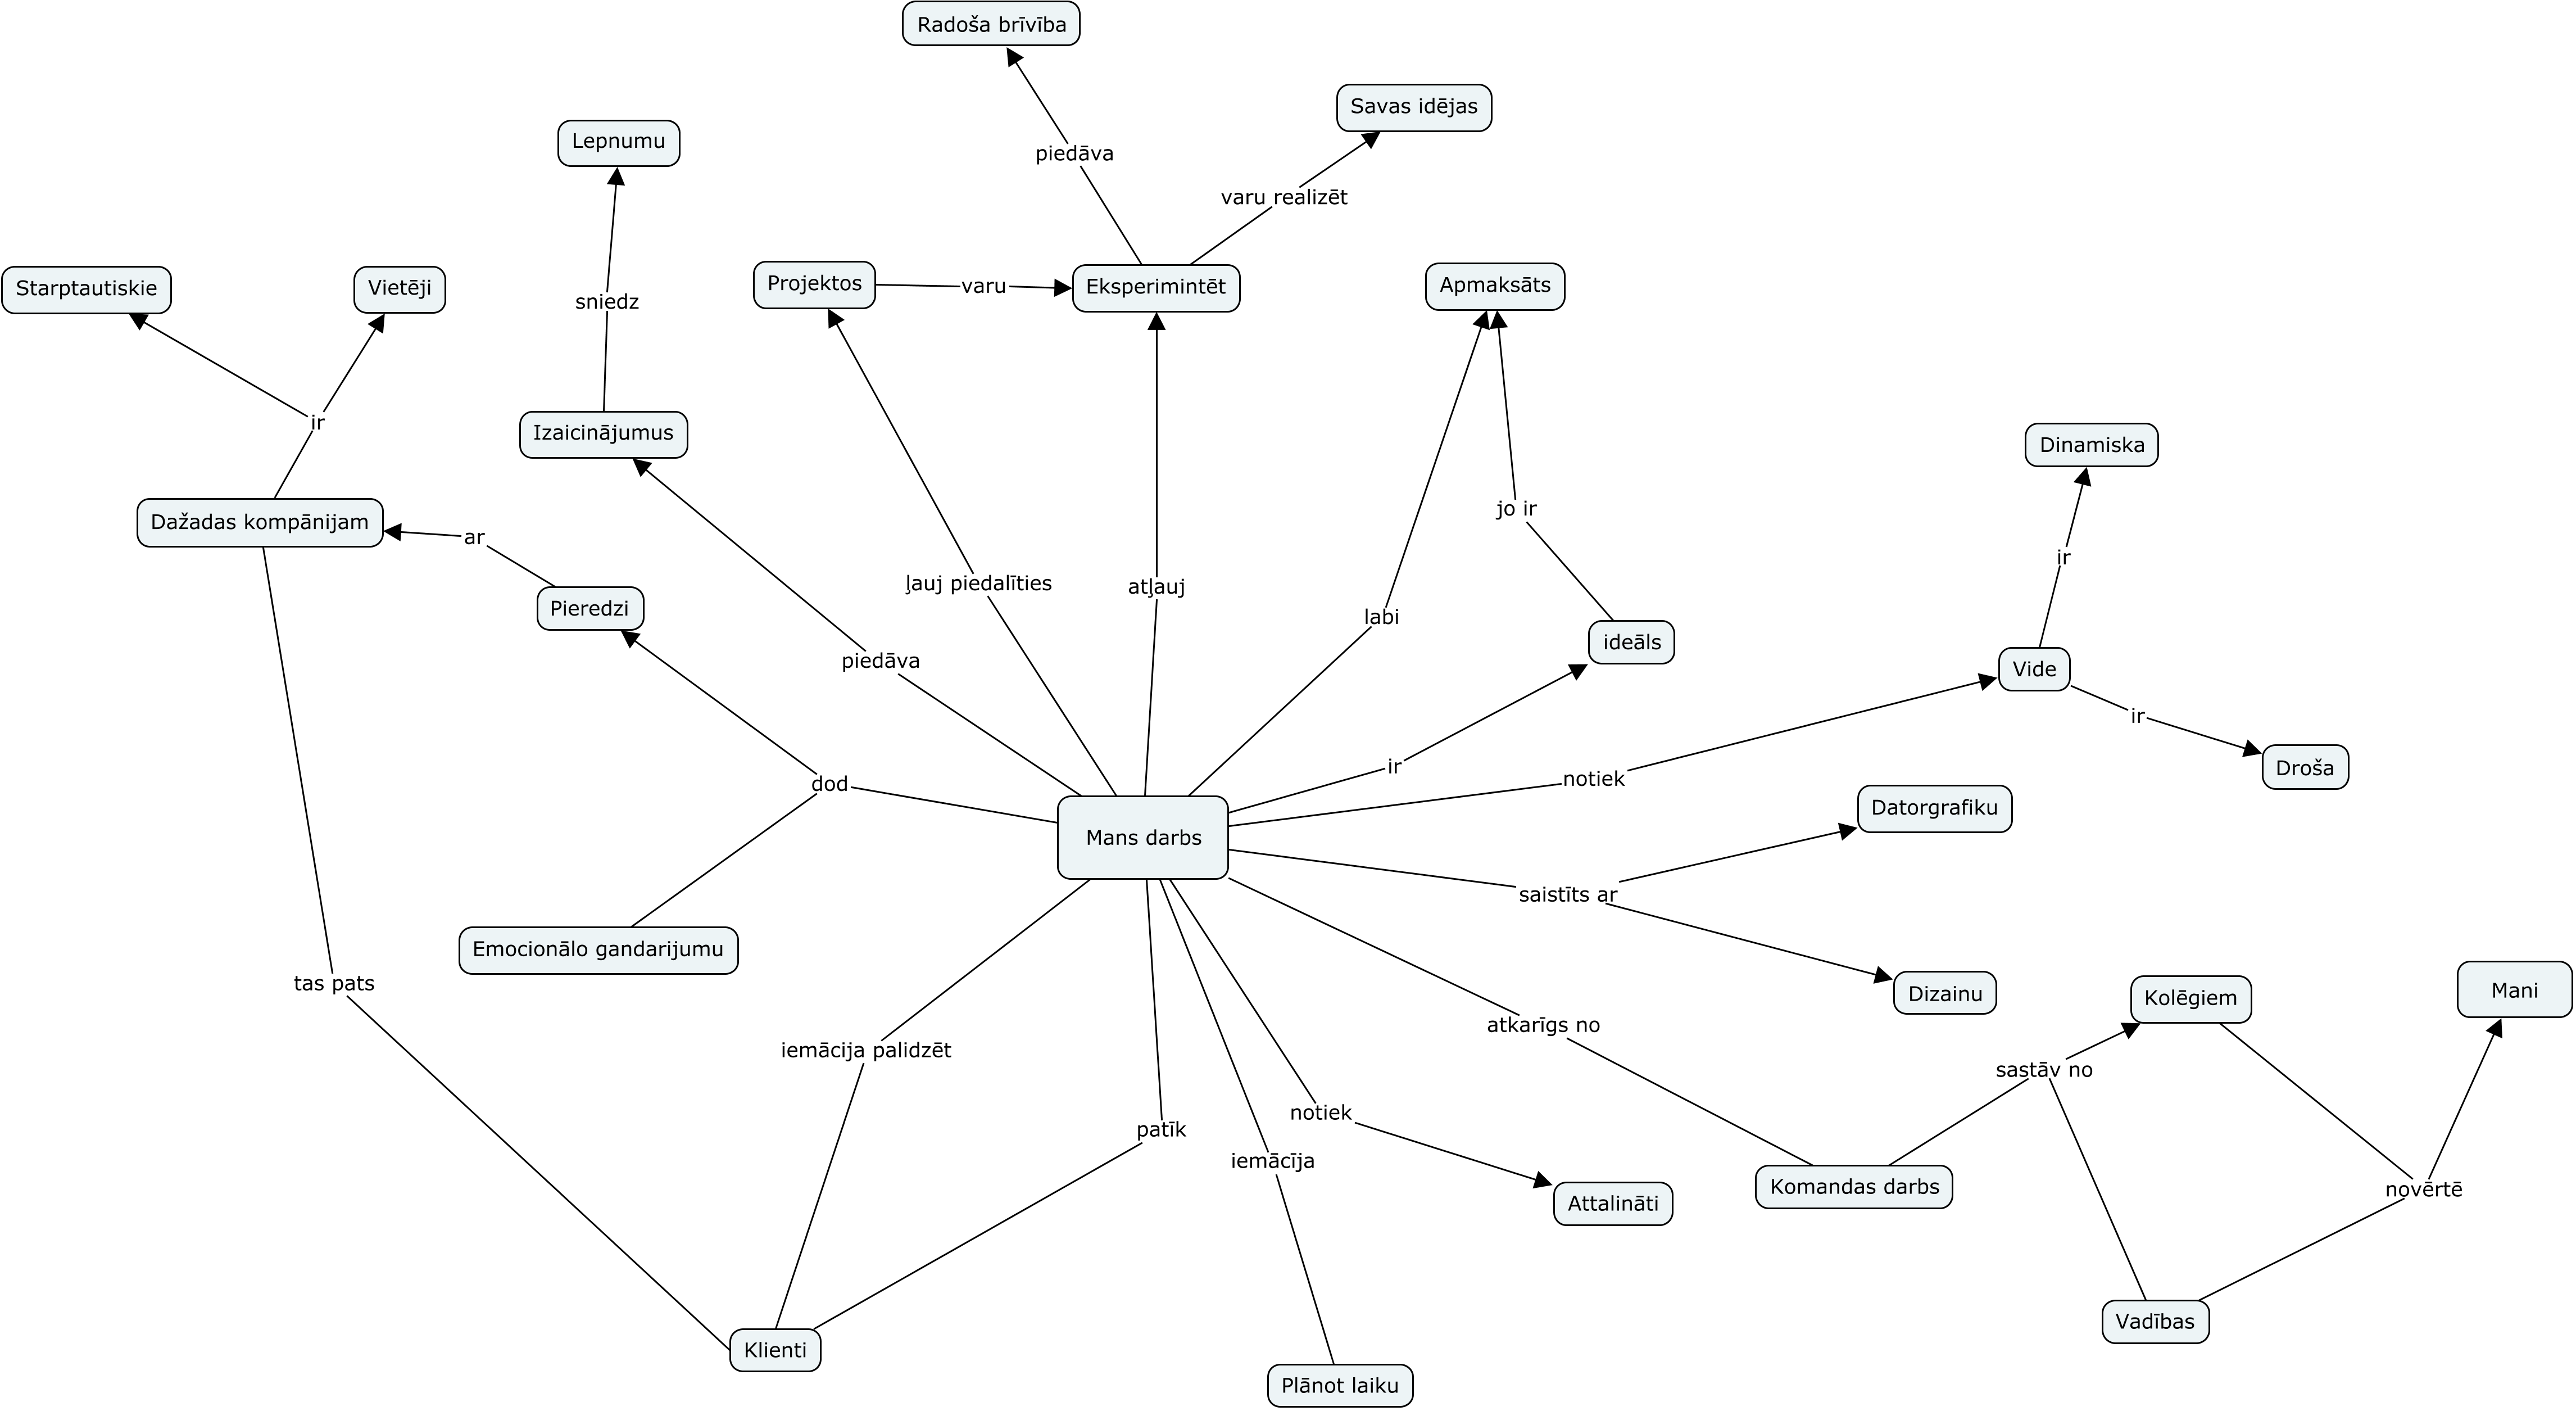 Radoša brīvība
Savas idējas
Lepnumu
piedāva
varu realizēt
Starptautiskie
Vietēji
sniedz
Projektos
varu
Eksperimintēt
Apmaksāts
ir
Izaicinājumus
Dinamiska
Dažadas kompānijam
ar
jo ir
ir
Pieredzi
ļauj piedalīties
atļauj
labi
ideāls
piedāva
Vide
ir
Droša
dod
ir
notiek
Datorgrafiku
Mans darbs
saistīts ar
Emocionālo gandarijumu
Dizainu
Kolēgiem
Mani
tas pats
iemācija palidzēt
atkarīgs no
sastāv no
patīk
notiek
iemācīja
Attalināti
Komandas darbs
novērtē
Klienti
Plānot laiku
Vadības